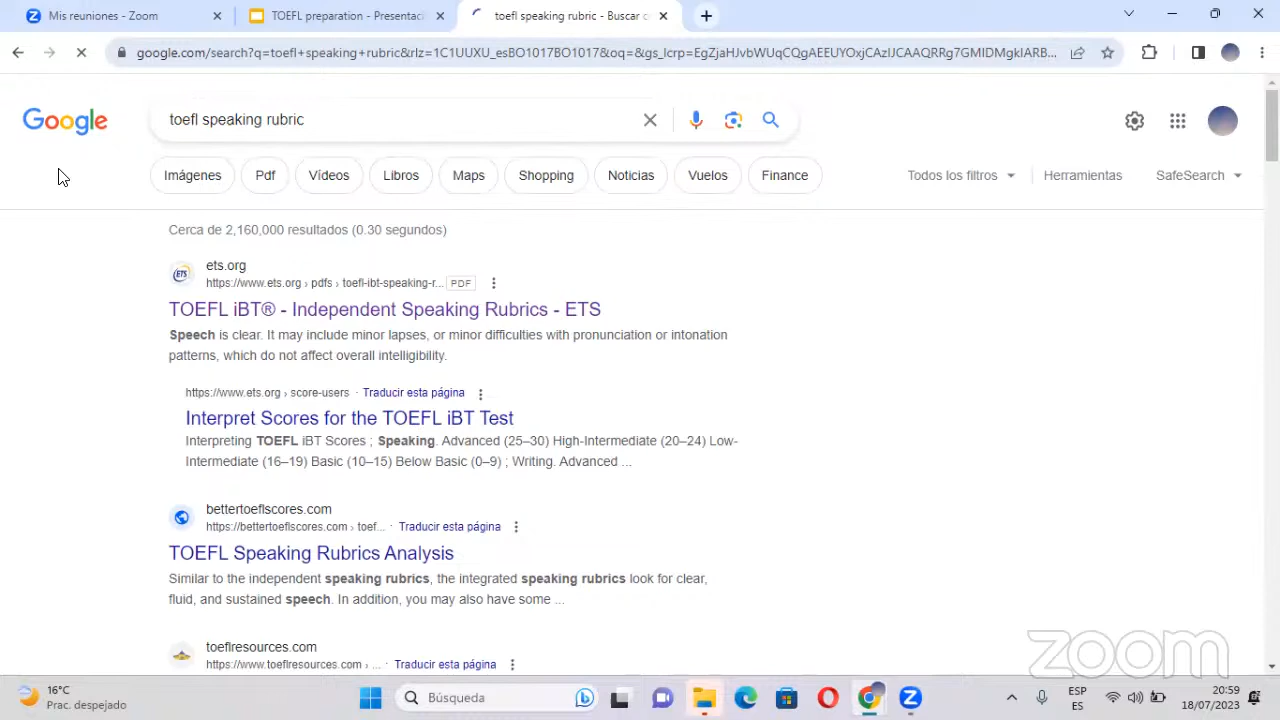 Mis reuniones - Zoom
TOEFL preparation - Presentac
toefl speaking rubric - Buscar c
google.com/search?q=toefl+speaking+rubric&rlz=1C1UUXU_esBO1017BO1017&oq=&gs_lcrp=EgZjaHJvbWUqCQgAEEUYOxjCAzIJCAAQRRg7GMIDMgkIARB...
Google
toefl speaking rubric
Imágenes
Pdf
Vídeos
Libros
Maps
Shopping
Noticias
Vuelos
Finance
Todos los filtros
Herramientas
SafeSearch
Cerca de 2,160,000 resultados (0.30 segundos)
ETS
ets.org
https://www.ets.org › pdfs › toefl-ibt-speaking-r... PDF
TOEFL iBT® - Independent Speaking Rubrics - ETS
Speech is clear. It may include minor lapses, or minor difficulties with pronunciation or intonation
patterns, which do not affect overall intelligibility.
https://www.ets.org › score-users · Traducir esta página
Interpret Scores for the TOEFL iBT Test
Interpreting TOEFL iBT Scores ; Speaking. Advanced (25–30) High-Intermediate (20–24) Low-
Intermediate (16–19) Basic (10–15) Below Basic (0–9) ; Writing. Advanced ...
bettertoeflscores.com
https://bettertoeflscores.com › toef... · Traducir esta página
TOEFL Speaking Rubrics Analysis
Similar to the independent speaking rubrics, the integrated speaking rubrics look for clear,
fluid, and sustained speech. In addition, you may also have some ...
toeflresources.com
https://www.toeflresources.com › ... · Traducir esta página
zoom
16°C
Prac. despejado
Búsqueda
ESP
ES
20:59
18/07/2023